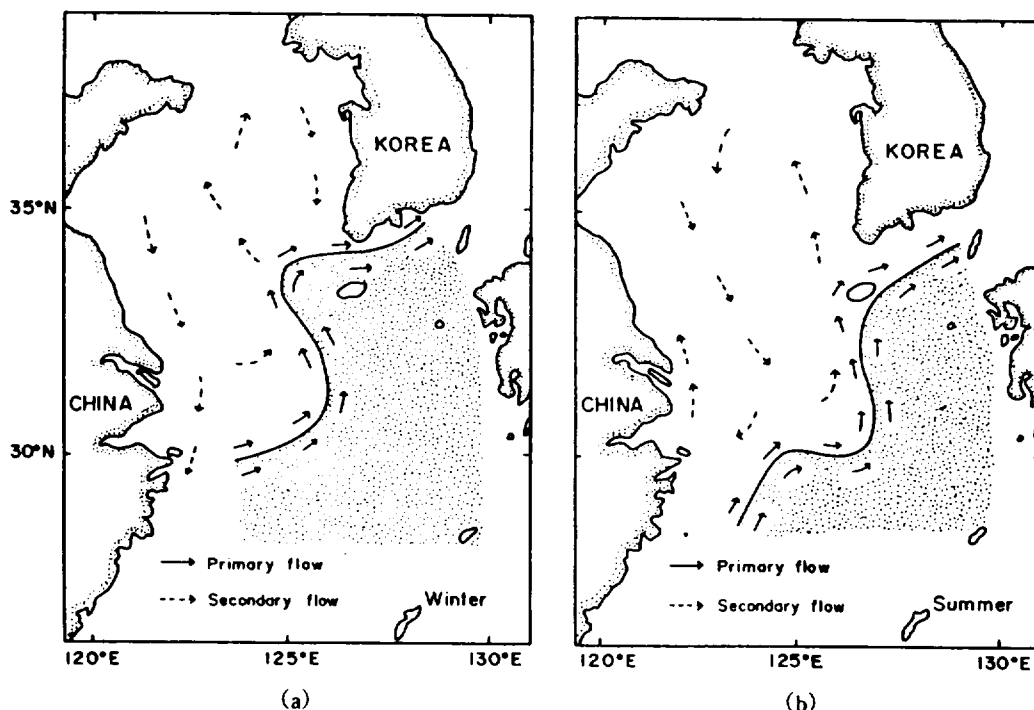 KOREA
35°N
CHINA
30°N
Primary flow
Secondary flow
Winter
120°E
125°E
130°E
(a)
KOREA
CHINA
Primary flow
Secondary flow
Summer
120°E
125°E
130°E
(b)